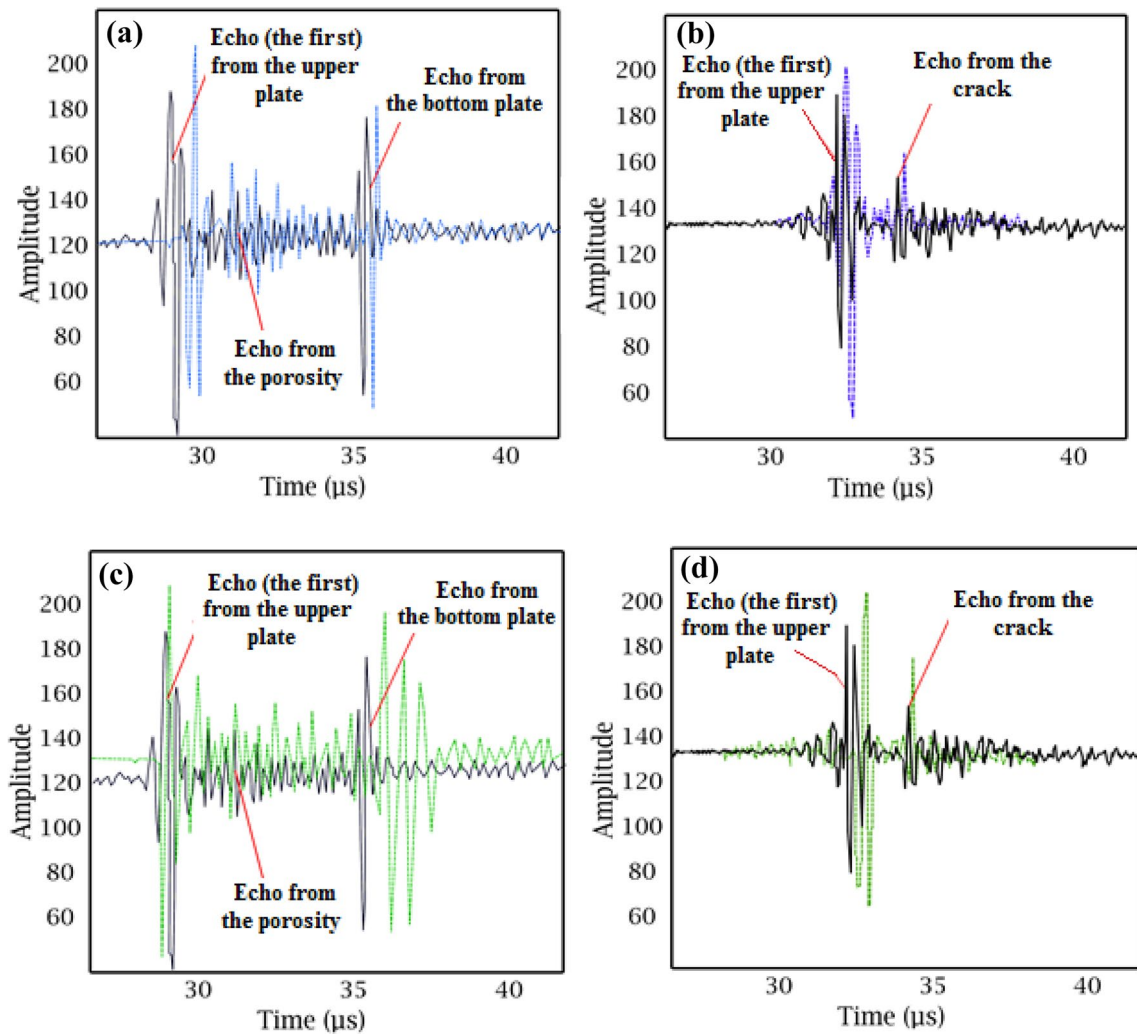 (a)
Echo (the first)
from the upper
plate
Echo from
the bottom plate
Echo from
the porosity
200
180
160
140
120
100
80
60
Amplitude
30
35
40
Time (μs)
(b)
Echo (the first)
from the upper
plate
Echo from the
crack
200
180
160
140
120
100
80
60
Amplitude
30
35
40
Time (μs)
(c)
Echo (the first)
from the upper
plate
Echo from
the bottom plate
Echo from
the porosity
200
180
160
140
120
100
80
60
Amplitude
30
35
40
Time (μs)
(d)
Echo (the first)
from the upper
plate
Echo from the
crack
200
180
160
140
120
100
80
60
Amplitude
30
35
40
Time (μs)